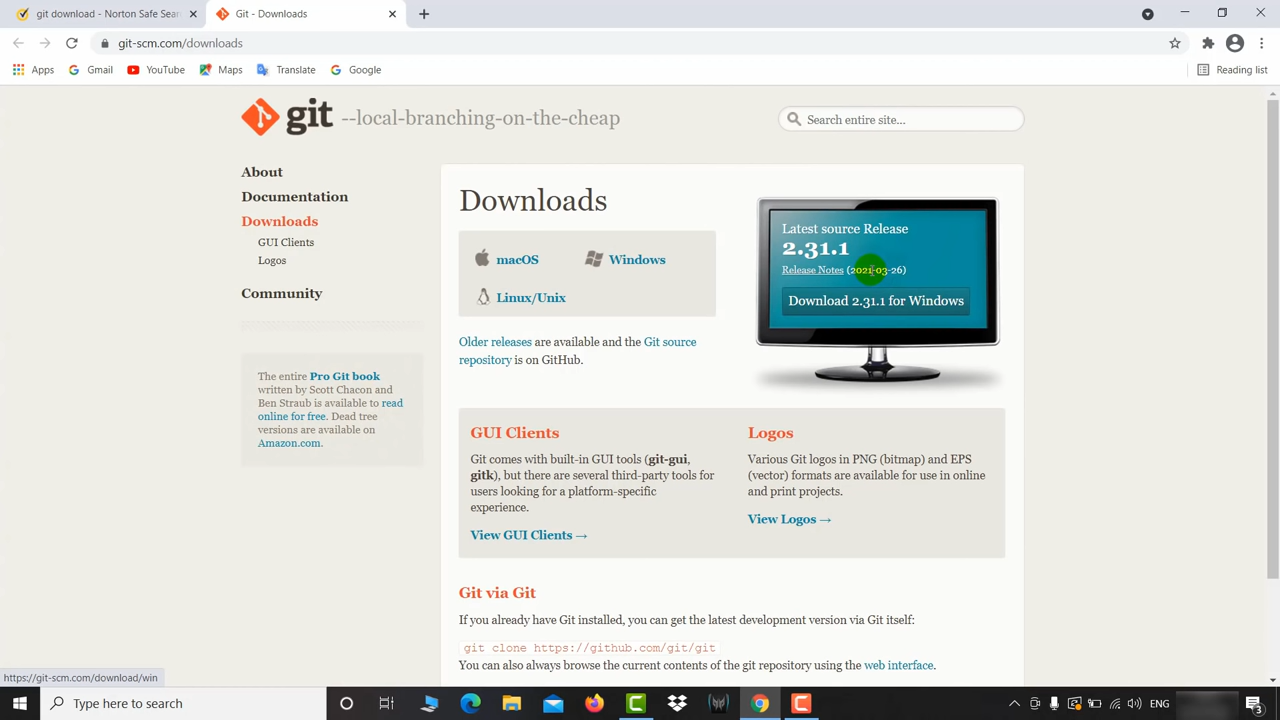 git download - Norton Safe Sear
Git - Downloads
git-scm.com/downloads
Apps
Gmail
YouTube
Maps
Translate
Google
Reading list
git --local-branching-on-the-cheap
Search entire site...
About
Documentation
Downloads
GUI Clients
Logos
Community
The entire Pro Git book
written by Scott Chacon and
Ben Straub is available to read
online for free. Dead tree
versions are available on
Amazon.com.
Downloads
macOS
Windows
Linux/Unix
Older releases are available and the Git source
repository is on GitHub.
Latest source Release
2.31.1
Release Notes (2021-03-26)
Download 2.31.1 for Windows
GUI Clients
Git comes with built-in GUI tools (git-gui,
gitk), but there are several third-party tools for
users looking for a platform-specific
experience.
View GUI Clients →
Logos
Various Git logos in PNG (bitmap) and EPS
(vector) formats are available for use in online
and print projects.
View Logos →
Git via Git
If you already have Git installed, you can get the latest development version via Git itself:
git clone https://github.com/git/git
You can also always browse the current contents of the git repository using the web interface.
https://git-scm.com/download/win
Type here to search
ENG
3